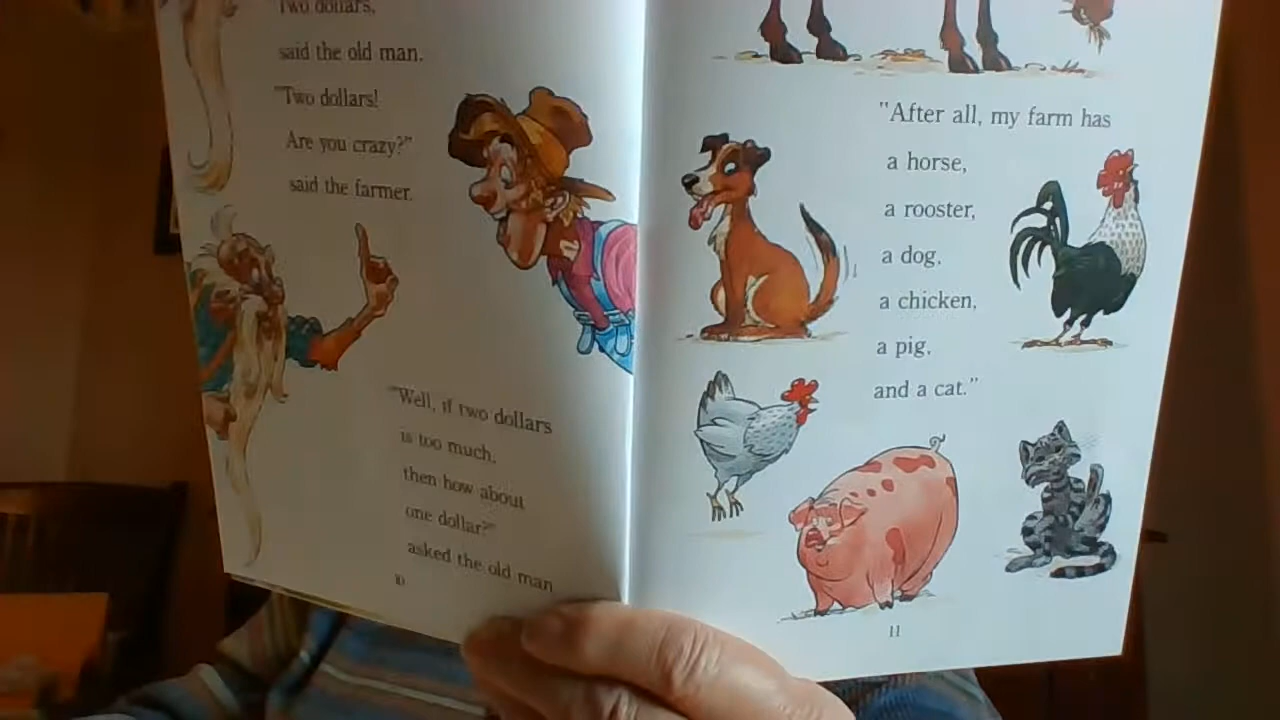 Two dollars,
said the old man.
"Two dollars!
Are you crazy?"
said the farmer.
"Well, if two dollars
is too much,
then how about
one dollar?"
asked the old man
10
"After all, my farm has
a horse,
a rooster,
a dog,
a chicken,
a pig,
and a cat."
11